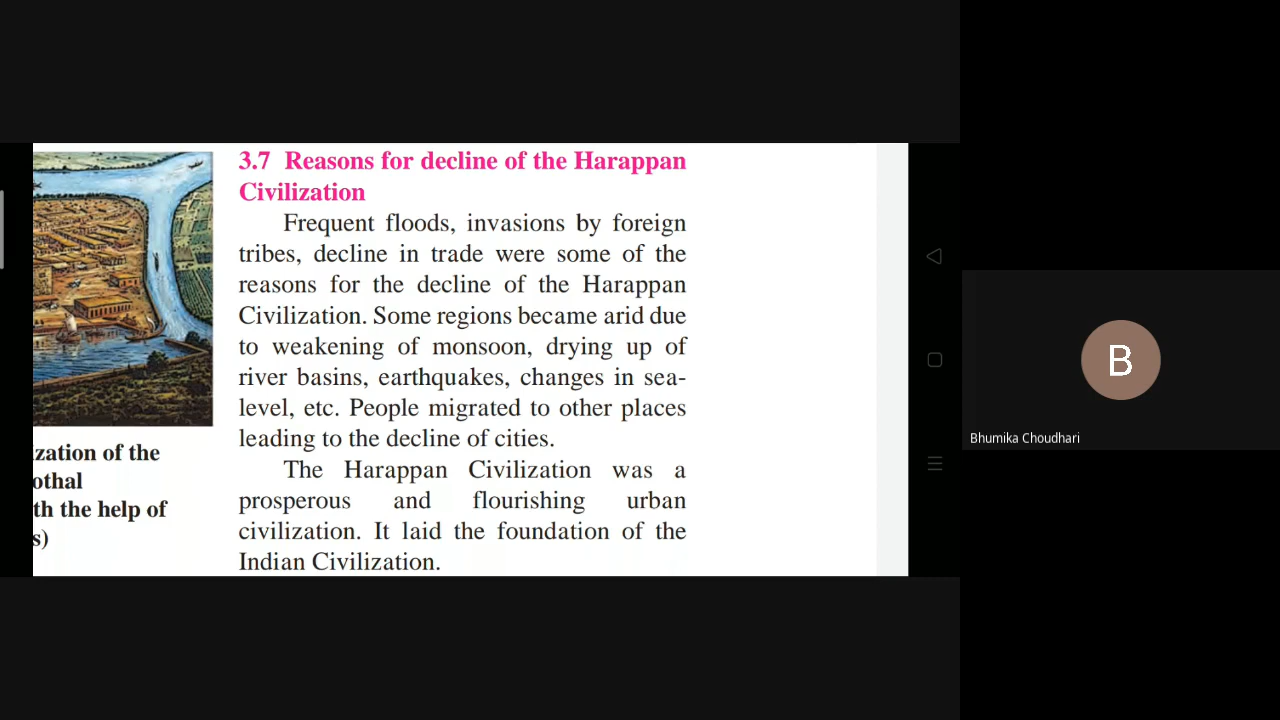 3.7 Reasons for decline of the Harappan
Civilization
Frequent floods, invasions by foreign
tribes, decline in trade were some of the
reasons for the decline of the Harappan
Civilization. Some regions became arid due
to weakening of monsoon, drying up of
river basins, earthquakes, changes in sea-
level, etc. People migrated to other places
leading to the decline of cities.
The Harappan Civilization was a
prosperous and flourishing urban
civilization. It laid the foundation of the
Indian Civilization.
ization of the
othal
th the help of
s)
B
Bhumika Choudhari